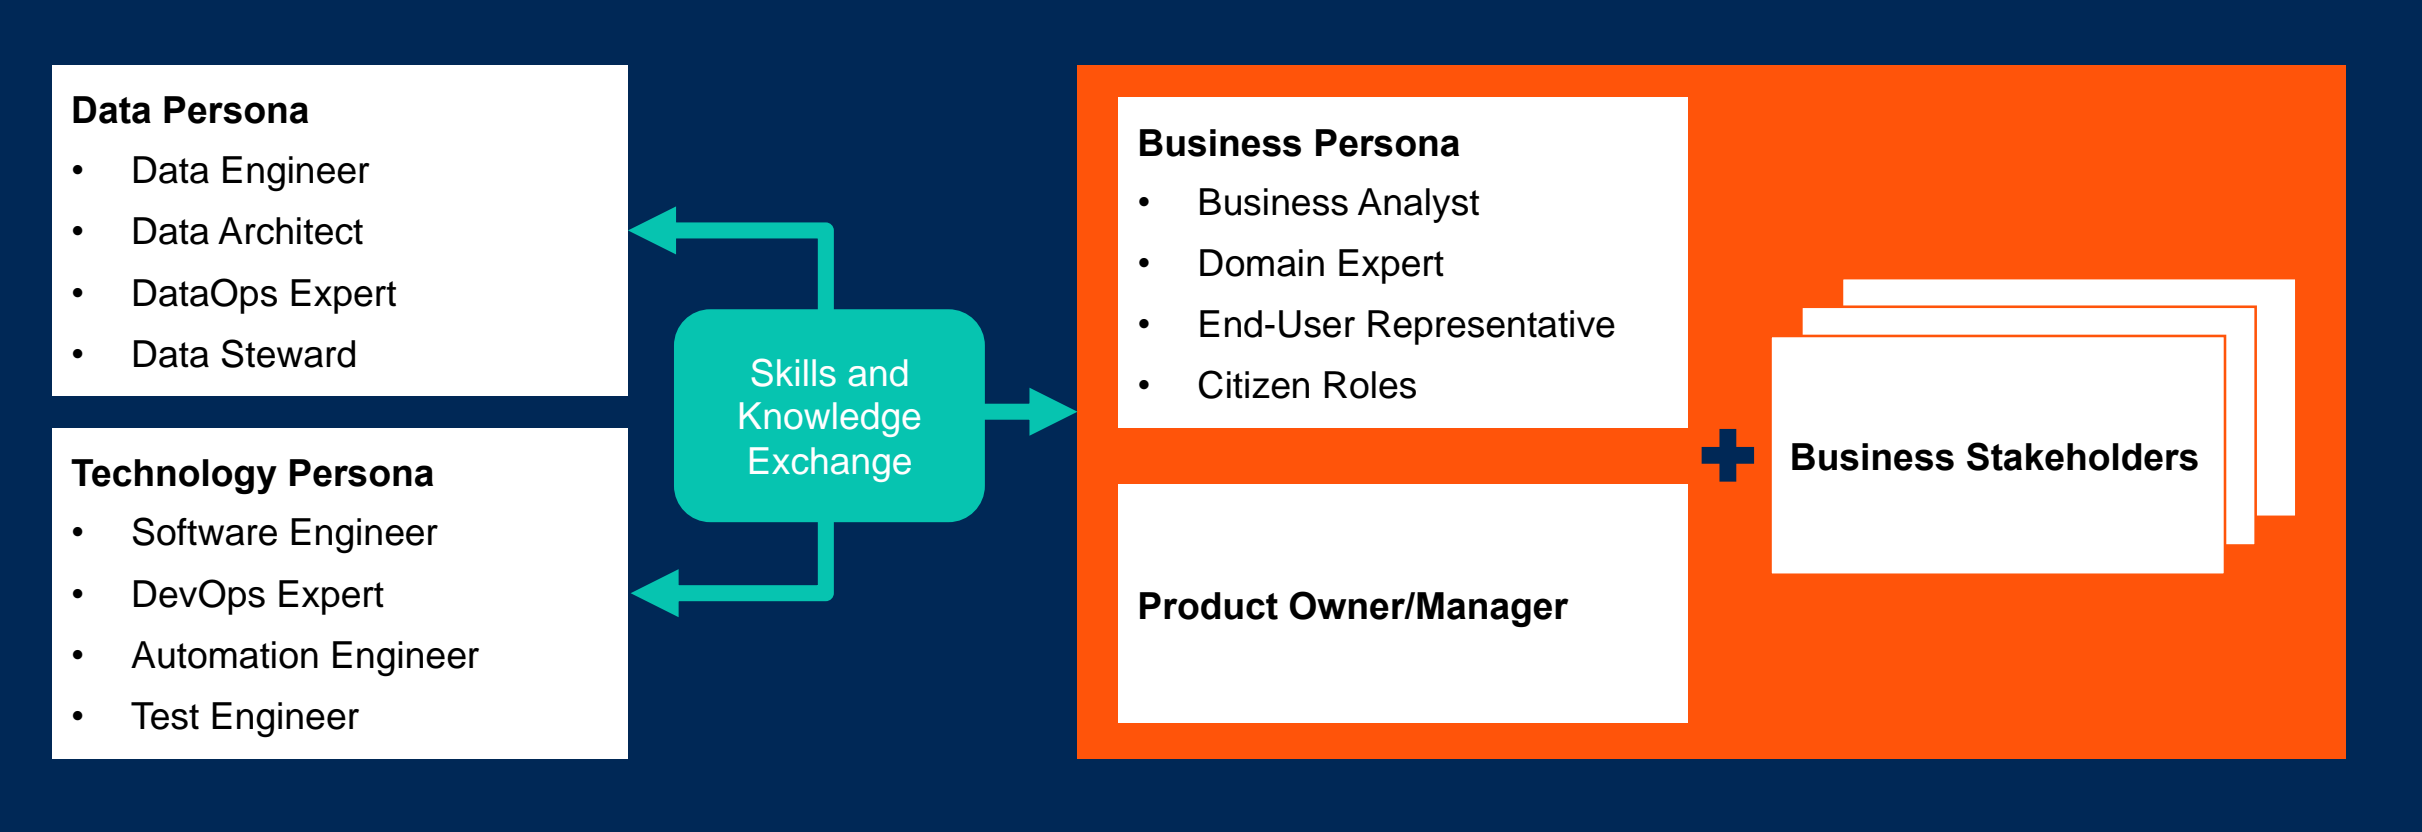 Data Persona
• Data Engineer
• Data Architect
• DataOps Expert
• Data Steward
Technology Persona
• Software Engineer
• DevOps Expert
• Automation Engineer
• Test Engineer
Skills and
Knowledge
Exchange
Business Persona
• Business Analyst
• Domain Expert
• End-User Representative
• Citizen Roles
Product Owner/Manager
Business Stakeholders